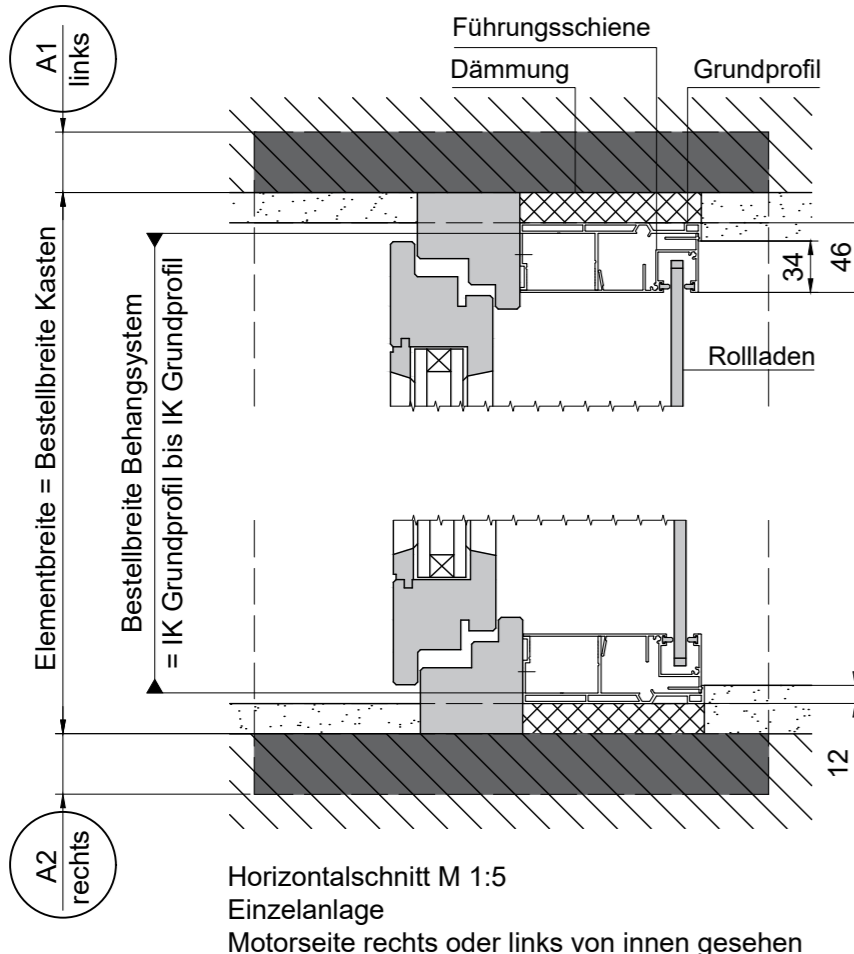 A1
links
Führungsschiene
Dämmung
Grundprofil
34
46
Rollladen
Elementbreite = Bestellbreite Kasten
Bestellbreite Behangsystem
= IK Grundprofil bis IK Grundprofil
12
A2
rechts
Horizontalschnitt M 1:5
Einzelanlage
Motorseite rechts oder links von innen gesehen